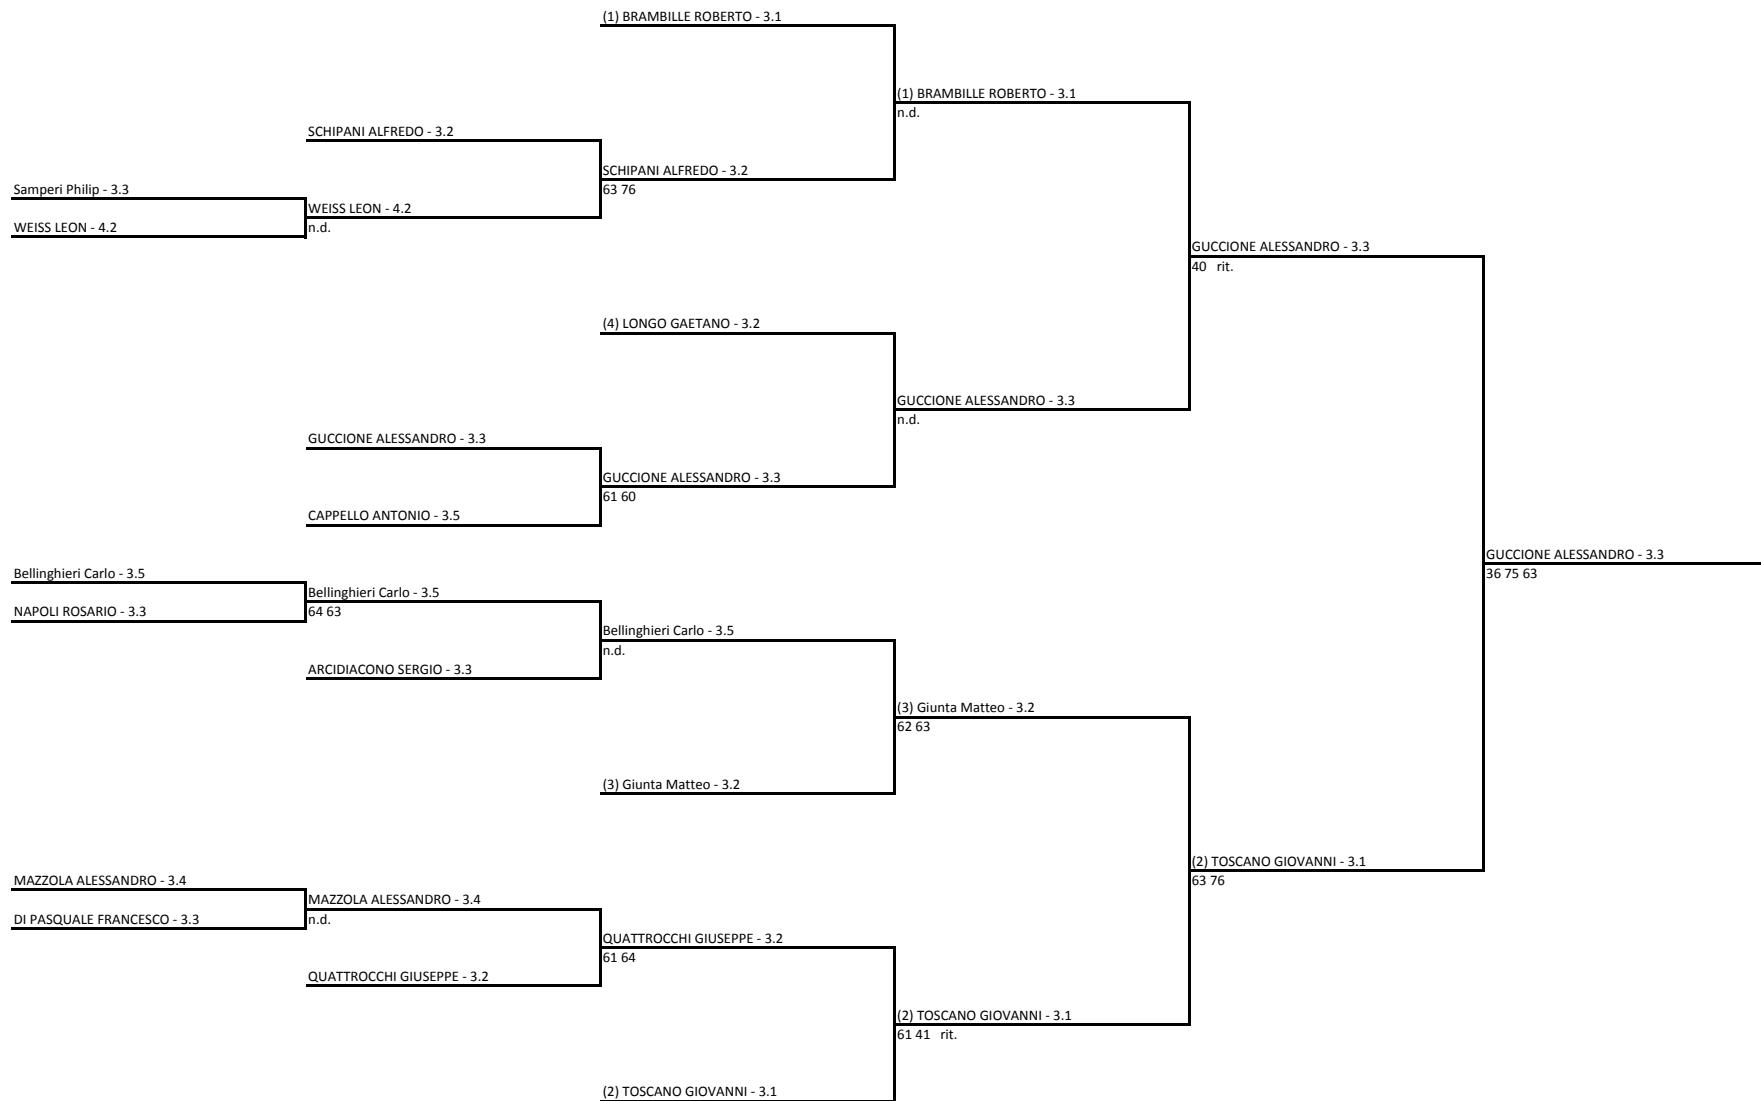 (1) BRAMBILLE ROBERTO - 3.1
(1) BRAMBILLE ROBERTO - 3.1
n.d.
SCHIPANI ALFREDO - 3.2
SCHIPANI ALFREDO - 3.2
63 76
Samperi Philip - 3.3
WEISS LEON - 4.2
n.d.
WEISS LEON - 4.2
GUCCIONE ALESSANDRO - 3.3
40 rit.
(4) LONGO GAETANO - 3.2
GUCCIONE ALESSANDRO - 3.3
n.d.
GUCCIONE ALESSANDRO - 3.3
GUCCIONE ALESSANDRO - 3.3
61 60
CAPPELLO ANTONIO - 3.5
GUCCIONE ALESSANDRO - 3.3
36 75 63
Bellinghieri Carlo - 3.5
Bellinghieri Carlo - 3.5
64 63
NAPOLI ROSARIO - 3.3
Bellinghieri Carlo - 3.5
n.d.
ARCIDIACONO SERGIO - 3.3
(3) Giunta Matteo - 3.2
62 63
(3) Giunta Matteo - 3.2
(2) TOSCANO GIOVANNI - 3.1
63 76
MAZZOLA ALESSANDRO - 3.4
MAZZOLA ALESSANDRO - 3.4
n.d.
DI PASQUALE FRANCESCO - 3.3
QUATTROCCHI GIUSEPPE - 3.2
61 64
QUATTROCCHI GIUSEPPE - 3.2
(2) TOSCANO GIOVANNI - 3.1
61 41 rit.
(2) TOSCANO GIOVANNI - 3.1